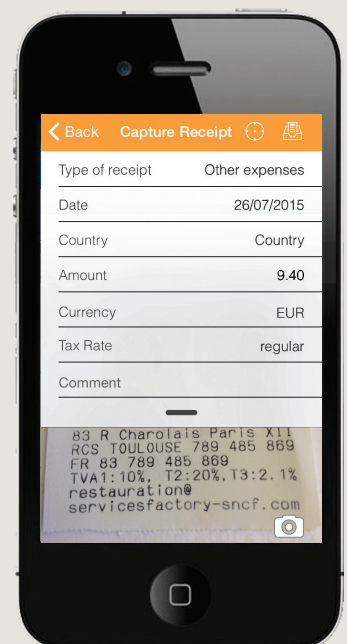 Back Capture Receipt
Type of receipt Other expenses
Date 26/07/2015
Country Country
Amount 9.40
Currency EUR
Tax Rate regular
Comment
83 R Charolais Paris XII
RCS TOULOUSE 789 485 869
FR 83 789 485 869
TVA1:10%, T2:20%,T3:2.1%
restauration@
servicesfactory-sncf.com